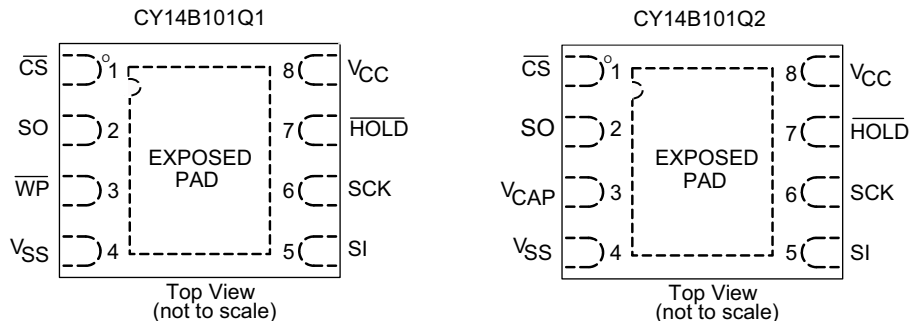 CY14B101Q1
CS 1 8 VCC
SO 2 7 HOLD
WP 3 6 SCK
VSS 4 5 SI
EXPOSED
PAD
Top View
(not to scale)
CY14B101Q2
CS 1 8 VCC
SO 2 7 HOLD
VCAP 3 6 SCK
VSS 4 5 SI
EXPOSED
PAD
Top View
(not to scale)